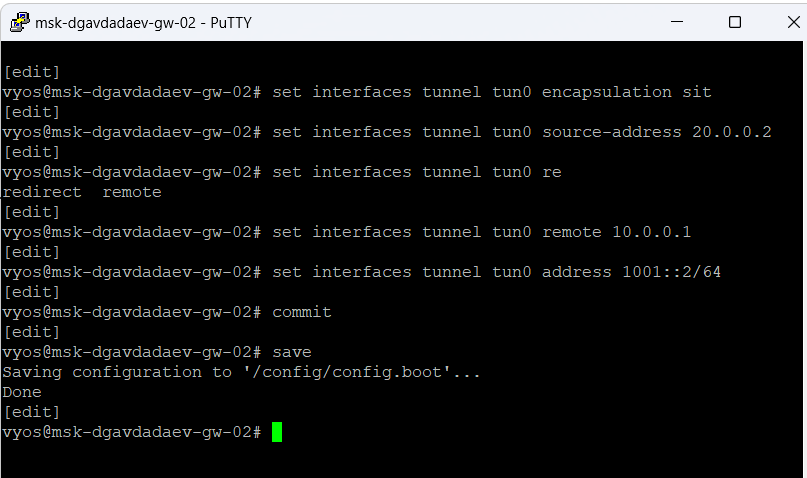 msk-dgavdadaev-gw-02 - PuTTY
[edit]
vyos@msk-dgavdadaev-gw-02# set interfaces tunnel tun0 encapsulation sit
[edit]
vyos@msk-dgavdadaev-gw-02# set interfaces tunnel tun0 source-address 20.0.0.2
[edit]
vyos@msk-dgavdadaev-gw-02# set interfaces tunnel tun0 re
redirect  remote
[edit]
vyos@msk-dgavdadaev-gw-02# set interfaces tunnel tun0 remote 10.0.0.1
[edit]
vyos@msk-dgavdadaev-gw-02# set interfaces tunnel tun0 address 1001::2/64
[edit]
vyos@msk-dgavdadaev-gw-02# commit
[edit]
vyos@msk-dgavdadaev-gw-02# save
Saving configuration to '/config/config.boot'...
Done
[edit]
vyos@msk-dgavdadaev-gw-02#